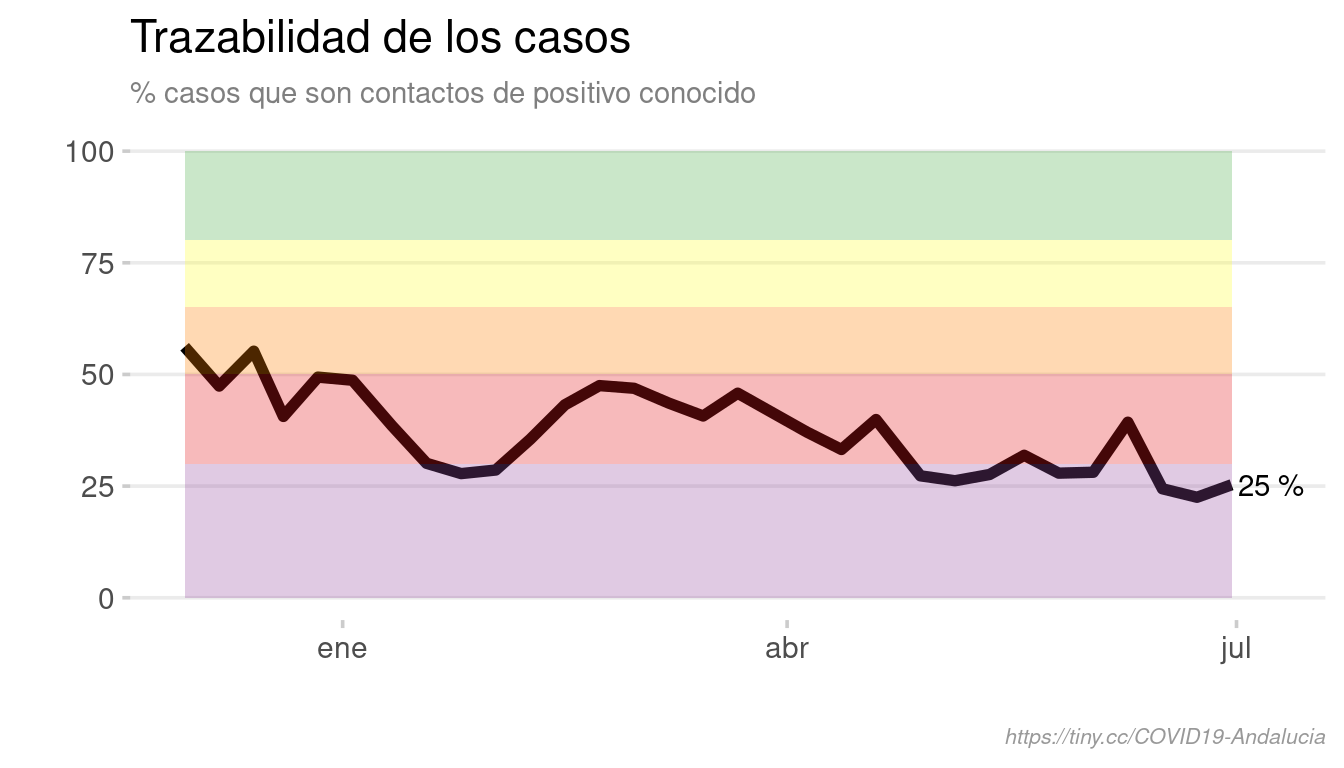 Trazabilidad de los casos
% casos que son contactos de positivo conocido
100
75
50
25
0
25 %
ene abr jul
https://tiny.cc/COVID19-Andalucia